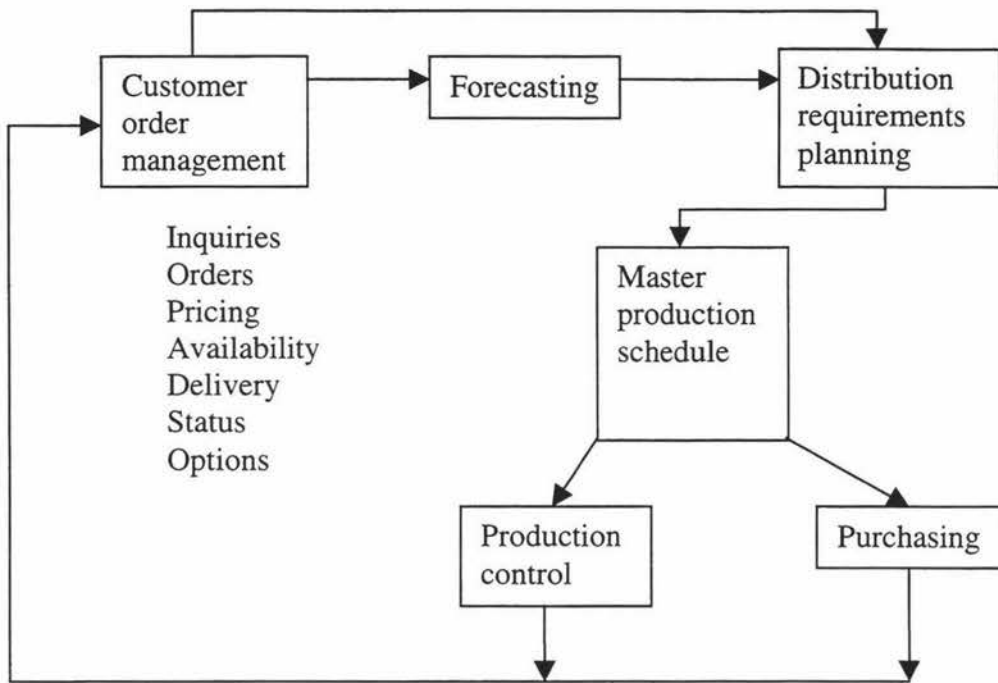 Customer
order
management
Forecasting
Distribution
requirements
planning
Inquiries
Orders
Pricing
Availability
Delivery
Status
Options
Master
production
schedule
Production
control
Purchasing